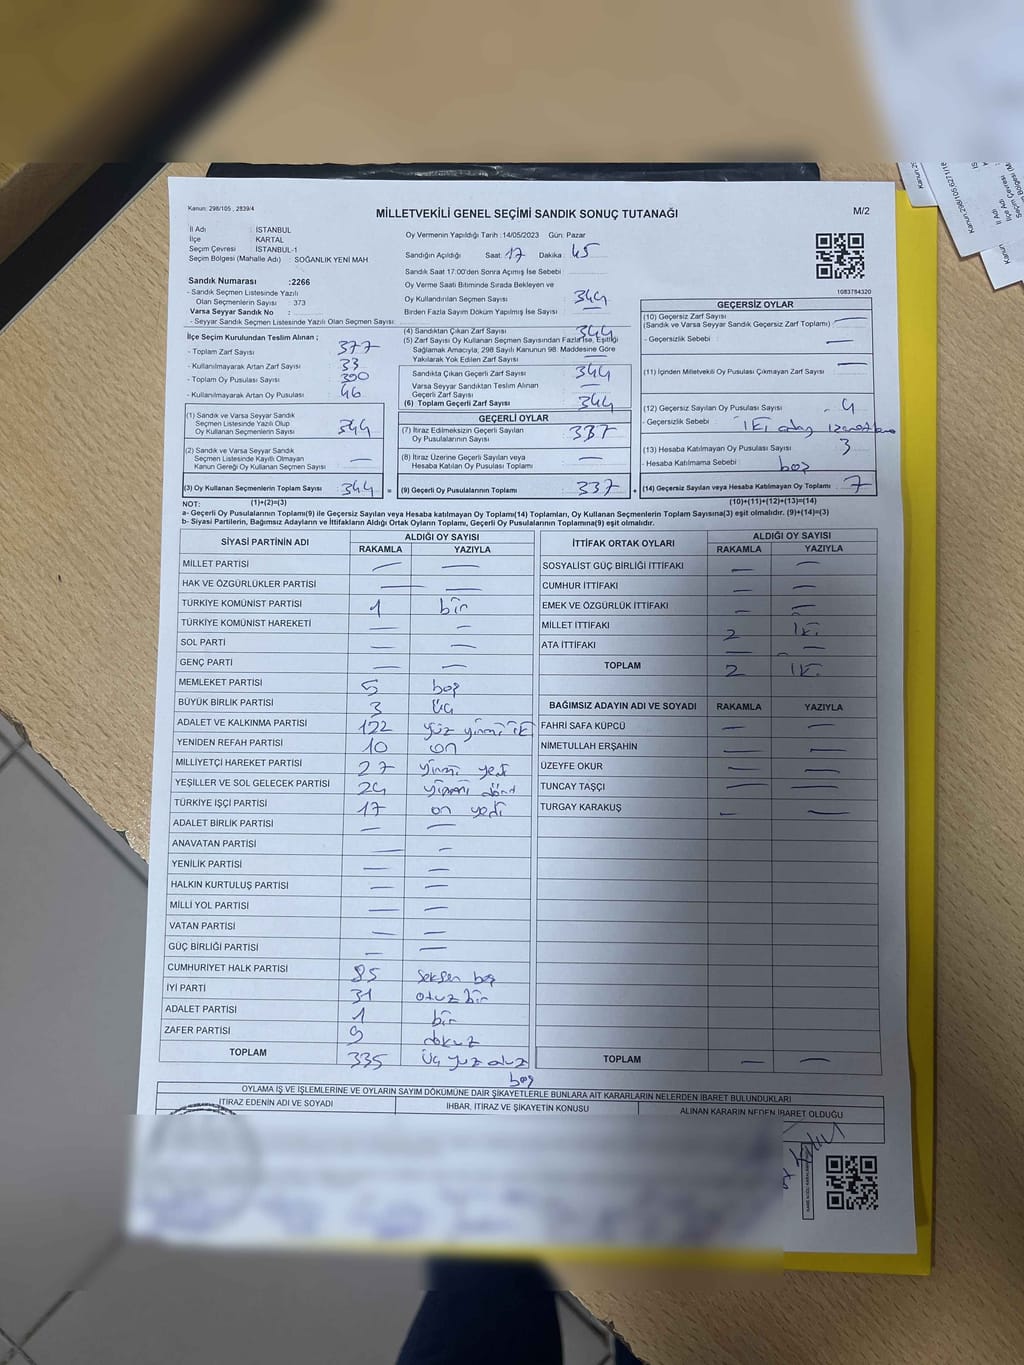 Kanun: 298/105 , 2839/4
MİLLETVEKİLİ GENEL SEÇİMİ SANDIK SONUÇ TUTANAĞI
M/2
İl Adı : İSTANBUL
İlçe : KARTAL
Seçim Çevresi : İSTANBUL-1
Seçim Bölgesi (Mahalle Adı) : SOĞANLIK YENİ MAH
Sandık Numarası :2266
- Sandık Seçmen Listesinde Yazılı
Olan Seçmenlerin Sayısı : 373
Varsa Seyyar Sandık No :
- Seyyar Sandık Seçmen Listesinde Yazılı Olan Seçmen Sayısı:
Oy Vermenin Yapıldığı Tarih :14/05/2023 Gün: Pazar
Sandığın Açıldığı Saat 17 Dakika 45
Sandık Saat 17:00'den Sonra Açımış İse Sebebi
Oy Verme Saati Bitiminde Sırada Bekleyen ve
Oy Kullandırılan Seçmen Sayısı 344
Birden Fazla Sayım Döküm Yapılmış İse Sayısı —
1083784320
İlçe Seçim Kurulundan Teslim Alınan ;
- Toplam Zarf Sayısı 377
- Kullanılmayarak Artan Zarf Sayısı 33
- Toplam Oy Pusulası Sayısı 390
- Kullanılmayarak Artan Oy Pusulası 46
(4) Sandıktan Çıkan Zarf Sayısı 344
(5) Zarf Sayısı Oy Kullanan Seçmen Sayısından Fazla İse, Eşitliği
Sağlamak Amacıyla; 298 Sayılı Kanunun 98. Maddesine Göre
Yakılarak Yok Edilen Zarf Sayısı —
Sandıkta Çıkan Geçerli Zarf Sayısı 344
Varsa Seyyar Sandıktan Teslim Alınan
Geçerli Zarf Sayısı —
(6) Toplam Geçerli Zarf Sayısı 344
GEÇERSİZ OYLAR
(10) Geçersiz Zarf Sayısı —
(Sandık ve Varsa Seyyar Sandık Geçersiz Zarf Toplamı)
- Geçersizlik Sebebi —
(11) İçinden Milletvekili Oy Pusulası Çıkmayan Zarf Sayısı —
(12) Geçersiz Sayılan Oy Pusulası Sayısı 4
- Geçersizlik Sebebi : İki
(13) Hesaba Katılmayan Oy Pusulası Sayısı 3
- Hesaba Katılmama Sebebi : boş
(14) Geçersiz Sayılan veya Hesaba Katılmayan Oy Toplamı 7
(1) Sandık ve Varsa Seyyar Sandık
Seçmen Listesinde Yazılı Olup
Oy Kullanan Seçmenlerin Sayısı 344
(2) Sandık ve Varsa Seyyar Sandık
Seçmen Listesinde Kayıtlı Olmayan
Kanun Gereği Oy Kullanan Seçmen Sayısı —
(3) Oy Kullanan Seçmenlerin Toplam Sayısı 344 =
GEÇERLİ OYLAR
(7) İtiraz Edilmeksizin Geçerli Sayılan
Oy Pusulalarının Sayısı 337
(8) İtiraz Üzerine Geçerli Sayılan veya
Hesaba Katılan Oy Pusulası Toplamı —
(9) Geçerli Oy Pusulalarının Toplamı 337 +
NOT: (1)+(2)=(3) (10)+(11)+(12)+(13)=(14)
a- Geçerli Oy Pusulalarının Toplamı(9) ile Geçersiz Sayılan veya Hesaba katılmayan Oy Toplamı(14) Toplamları, Oy Kullanan Seçmenlerin Toplam Sayısına(3) eşit olmalıdır. (9)+(14)=(3)
b- Siyasi Partilerin, Bağımsız Adayların ve İttifakların Aldığı Ortak Oyların Toplamı, Geçerli Oy Pusulalarının Toplamına(9) eşit olmalıdır.
SİYASİ PARTİNİN ADI ALDIĞI OY SAYISI
RAKAMLA YAZIYLA
MİLLET PARTİSİ — —
HAK VE ÖZGÜRLÜKLER PARTİSİ — —
TÜRKİYE KOMÜNİST PARTİSİ 1 bir
TÜRKİYE KOMÜNİST HAREKETİ — —
SOL PARTİ — —
GENÇ PARTİ — —
MEMLEKET PARTİSİ 5 beş
BÜYÜK BİRLİK PARTİSİ 3 üç
ADALET VE KALKINMA PARTİSİ 122 yüz yirmi iki
YENİDEN REFAH PARTİSİ 10 on
MİLLİYETÇİ HAREKET PARTİSİ 27 yirmi yedi
YEŞİLLER VE SOL GELECEK PARTİSİ 24 yirmi dört
TÜRKİYE İŞÇİ PARTİSİ 17 on yedi
ADALET BİRLİK PARTİSİ — —
ANAVATAN PARTİSİ — —
YENİLİK PARTİSİ — —
HALKIN KURTULUŞ PARTİSİ — —
MİLLİ YOL PARTİSİ — —
VATAN PARTİSİ — —
GÜÇ BİRLİĞİ PARTİSİ — —
CUMHURİYET HALK PARTİSİ 85 seksen beş
İYİ PARTİ 31 otuz bir
ADALET PARTİSİ 1 bir
ZAFER PARTİSİ 9 dokuz
TOPLAM 335 üç yüz otuz
beş
İTTİFAK ORTAK OYLARI ALDIĞI OY SAYISI
RAKAMLA YAZIYLA
SOSYALİST GÜÇ BİRLİĞİ İTTİFAKI — —
CUMHUR İTTİFAKI — —
EMEK VE ÖZGÜRLÜK İTTİFAKI — —
MİLLET İTTİFAKI 2 İki
ATA İTTİFAKI — —
TOPLAM 2 İki
BAĞIMSIZ ADAYIN ADI VE SOYADI RAKAMLA YAZIYLA
FAHRİ SAFA KÜPCÜ — —
NİMETULLAH ERŞAHİN — —
ÜZEYFE OKUR — —
TUNCAY TAŞÇI — —
TURGAY KARAKUŞ — —
TOPLAM — —
OYLAMA İŞ VE İŞLEMLERİNE VE OYLARIN SAYIM DÖKÜMÜNE DAİR ŞİKAYETLERLE BUNLARA AİT KARARLARIN NELERDEN İBARET BULUNDUKLARI
İTİRAZ EDENİN ADI VE SOYADI İHBAR, İTİRAZ VE ŞİKAYETİN KONUSU ALINAN KARARIN NEDEN İBARET OLDUĞU